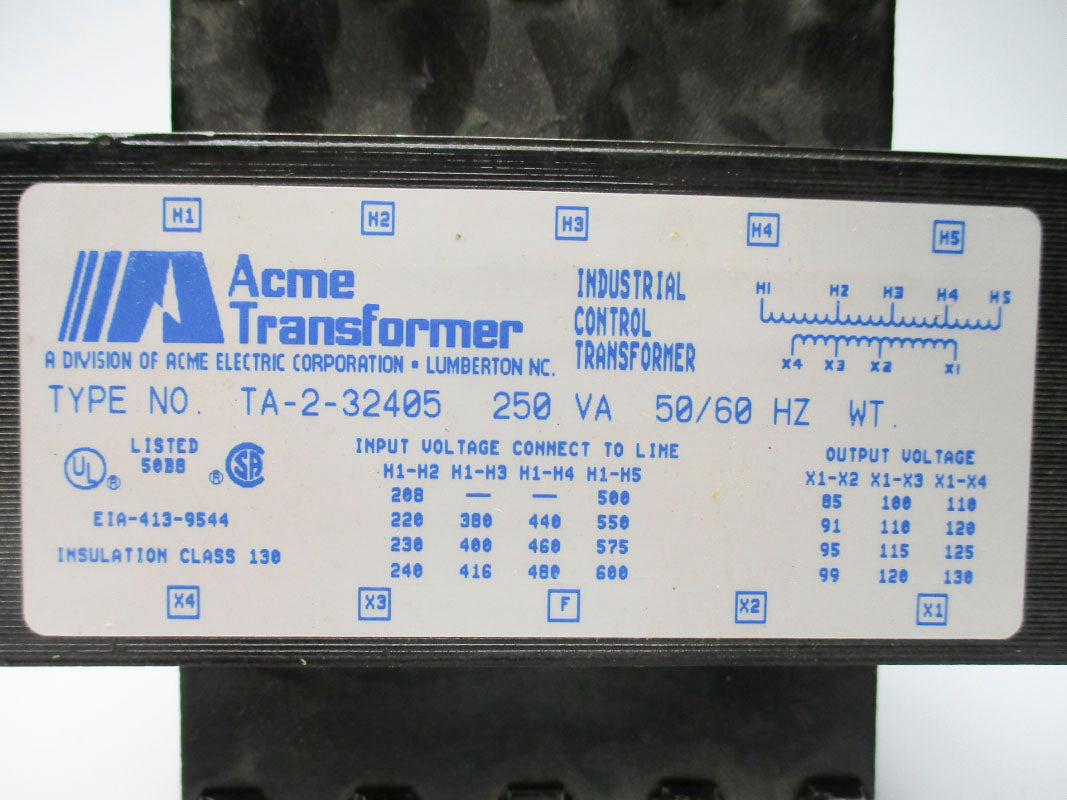 H1 H2 H3 H4 H5
Acme
Transformer
A DIVISION OF ACME ELECTRIC CORPORATION • LUMBERTON NC.
INDUSTRIAL
CONTROL
TRANSFORMER
H1 H2 H3 H4 H5
X4 X3 X2 X1
TYPE NO. TA-2-32405 250 VA 50/60 HZ WT.
UL ®
LISTED
50B8
® SA
EIA-413-9544
INSULATION CLASS 130
INPUT VOLTAGE CONNECT TO LINE
H1-H2 H1-H3 H1-H4 H1-H5
208 — — 500
220 380 440 550
230 400 460 575
240 416 480 600
OUTPUT VOLTAGE
X1-X2 X1-X3 X1-X4
85 100 110
91 110 120
95 115 125
99 120 130
X4 X3 F X2 X1